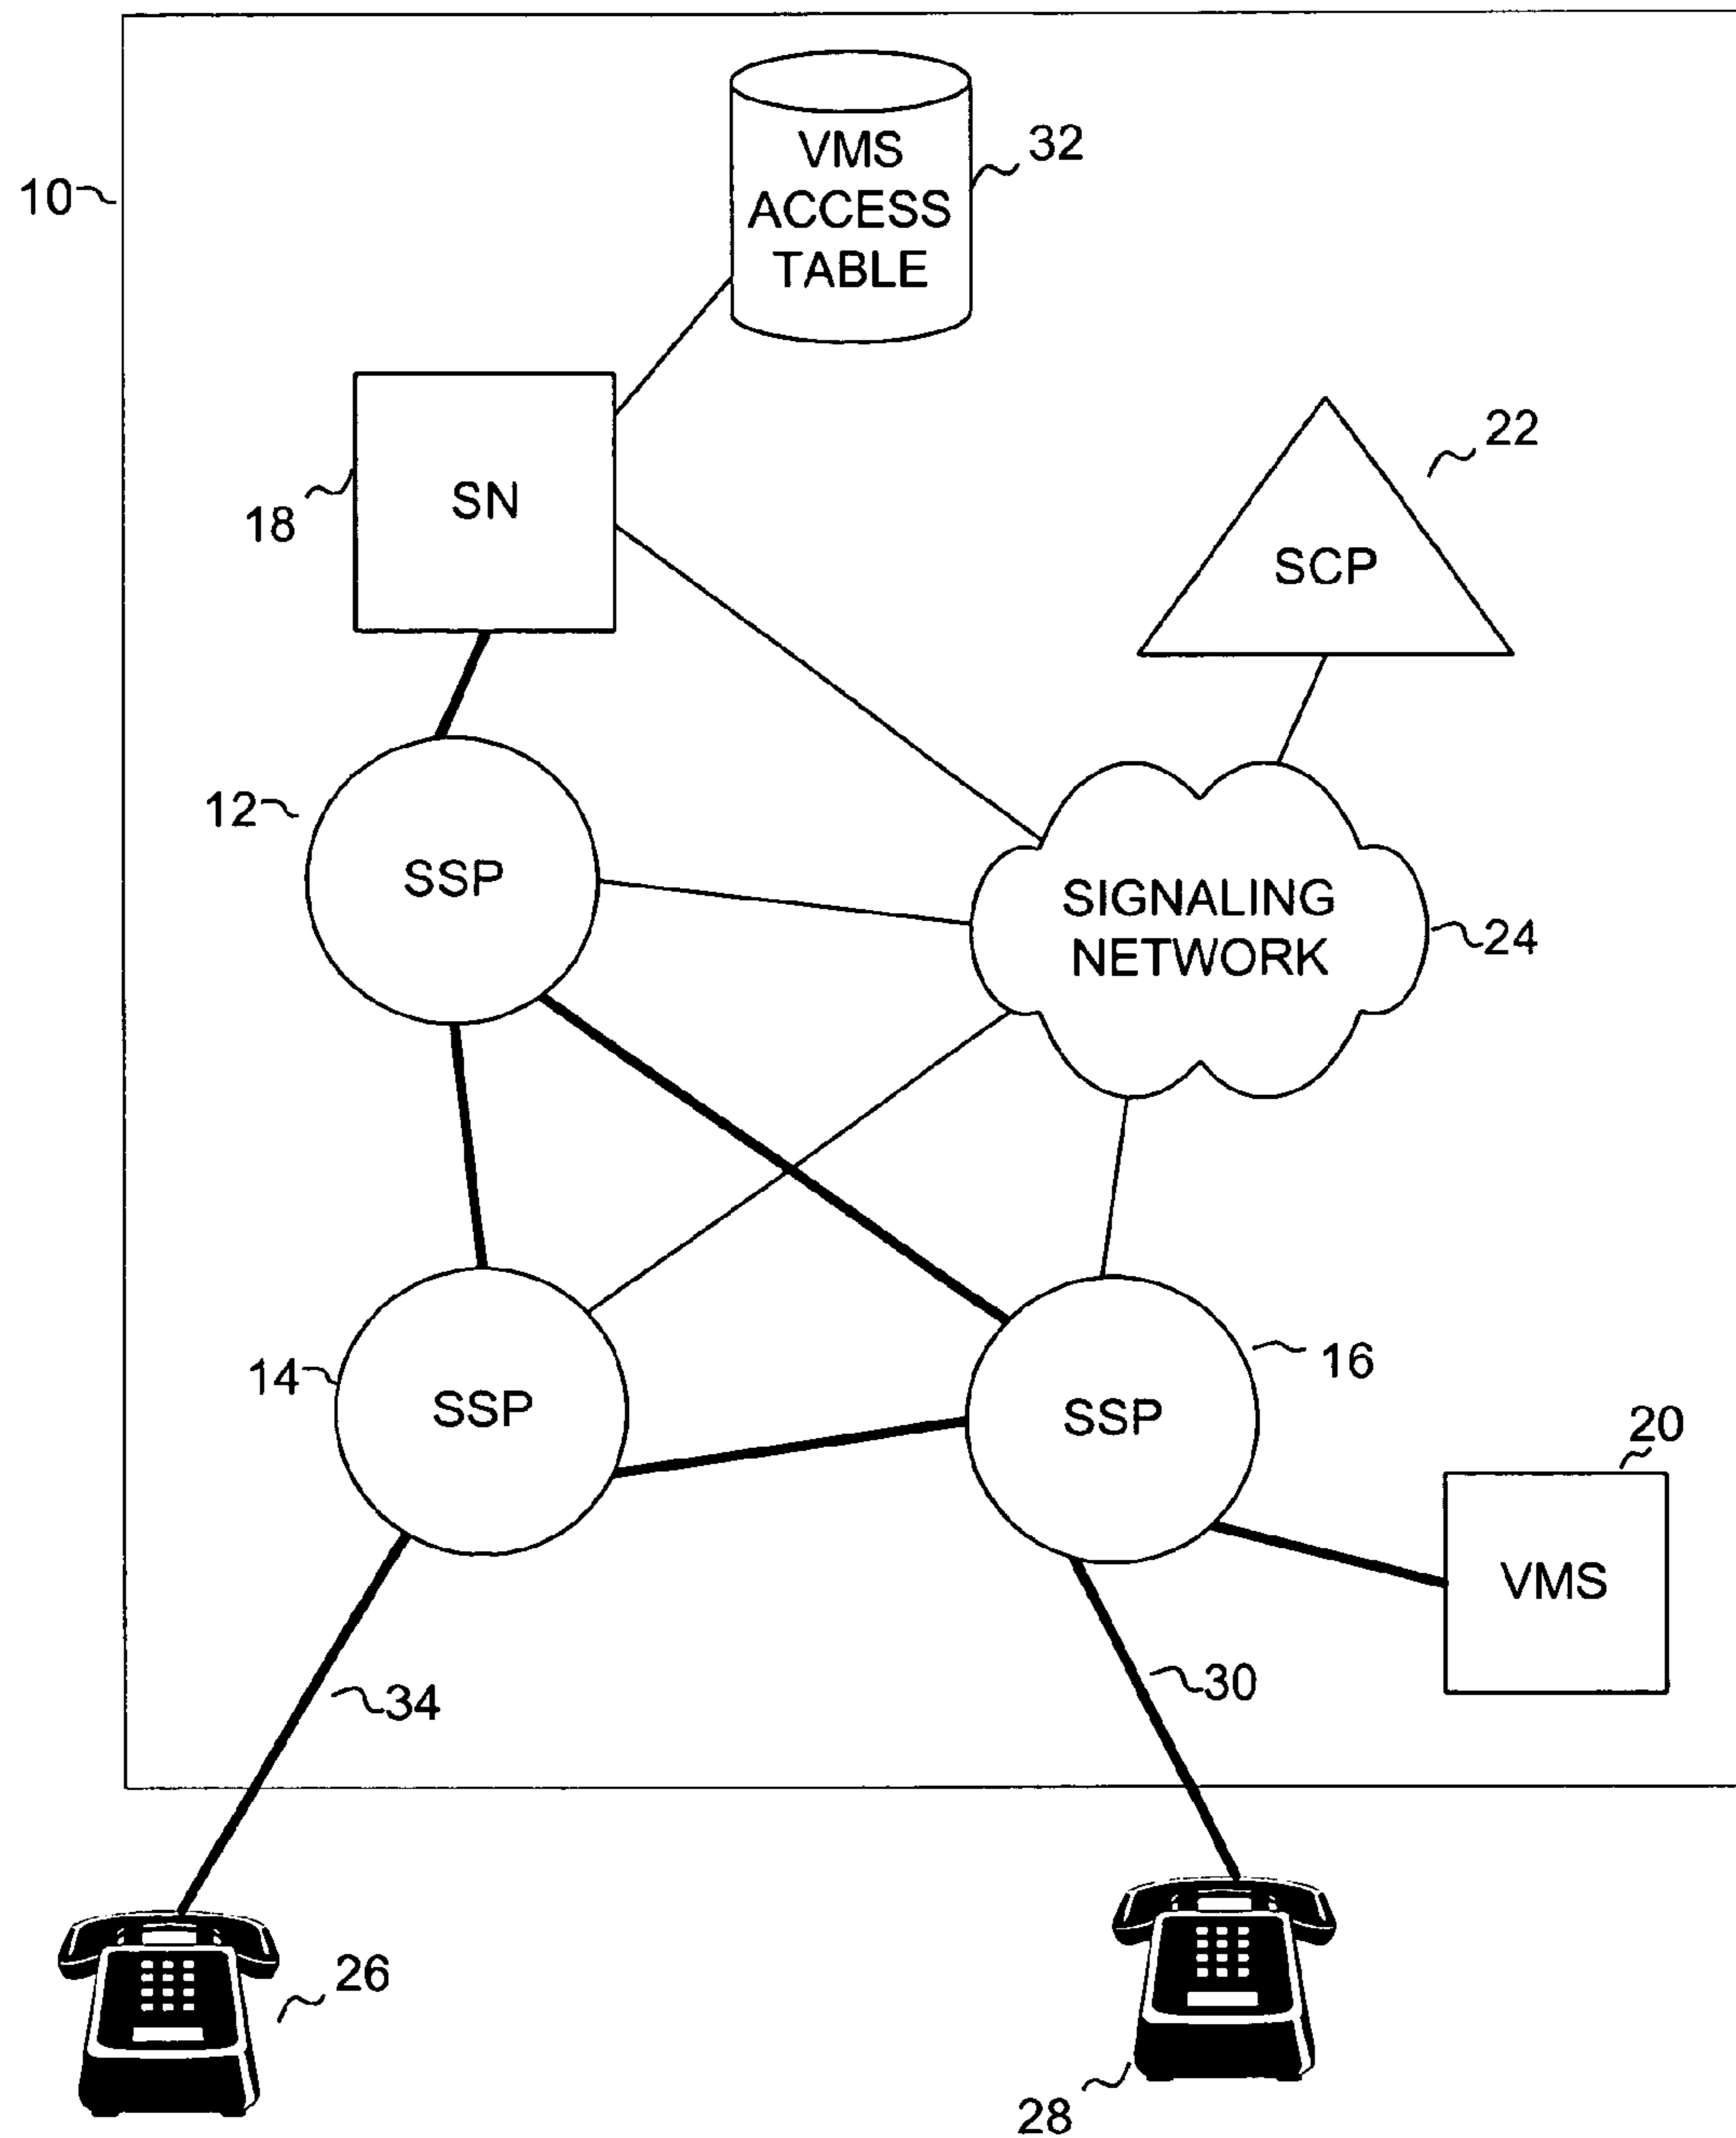 VMS
ACCESS
TABLE
32
10
22
SN
18
SCP
12
SSP
SIGNALING
NETWORK
24
14
SSP
16
SSP
20
VMS
34
30
26
28